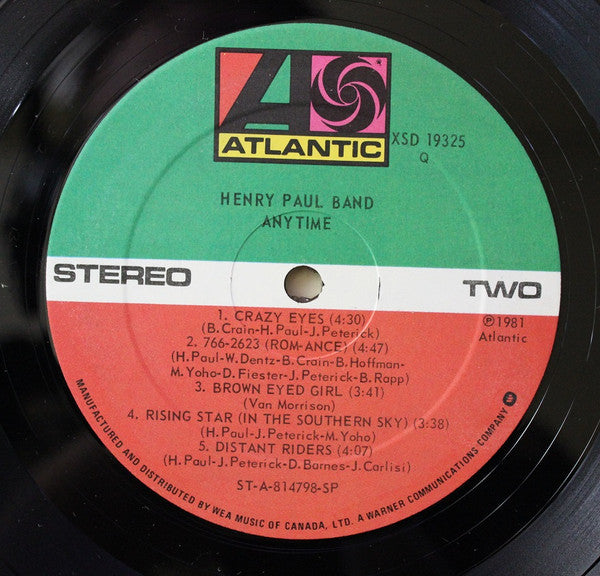 ATLANTIC
XSD 19325
Q
HENRY PAUL BAND
ANYTIME
STEREO
TWO
1. CRAZY EYES (4:30)
(B. Crain-H. Paul-J. Peterick)
2. 766-2623 (ROM-ANCE) (4:47)
(H. Paul-W. Dentz-B. Crain-B. Hoffman-
M. Yoho-D. Fiester-J. Peterick-B. Rapp)
3. BROWN EYED GIRL (3:41)
(Van Morrison)
4. RISING STAR (IN THE SOUTHERN SKY) (3:38)
(H. Paul-J. Peterick-M. Yoho)
5. DISTANT RIDERS (4:07)
(H. Paul-J. Peterick-D. Barnes-J. Carlisi)
ST-A-814798-SP
℗1981
Atlantic
MANUFACTURED AND DISTRIBUTED BY WEA MUSIC OF CANADA, LTD. A WARNER COMMUNICATIONS COMPANY